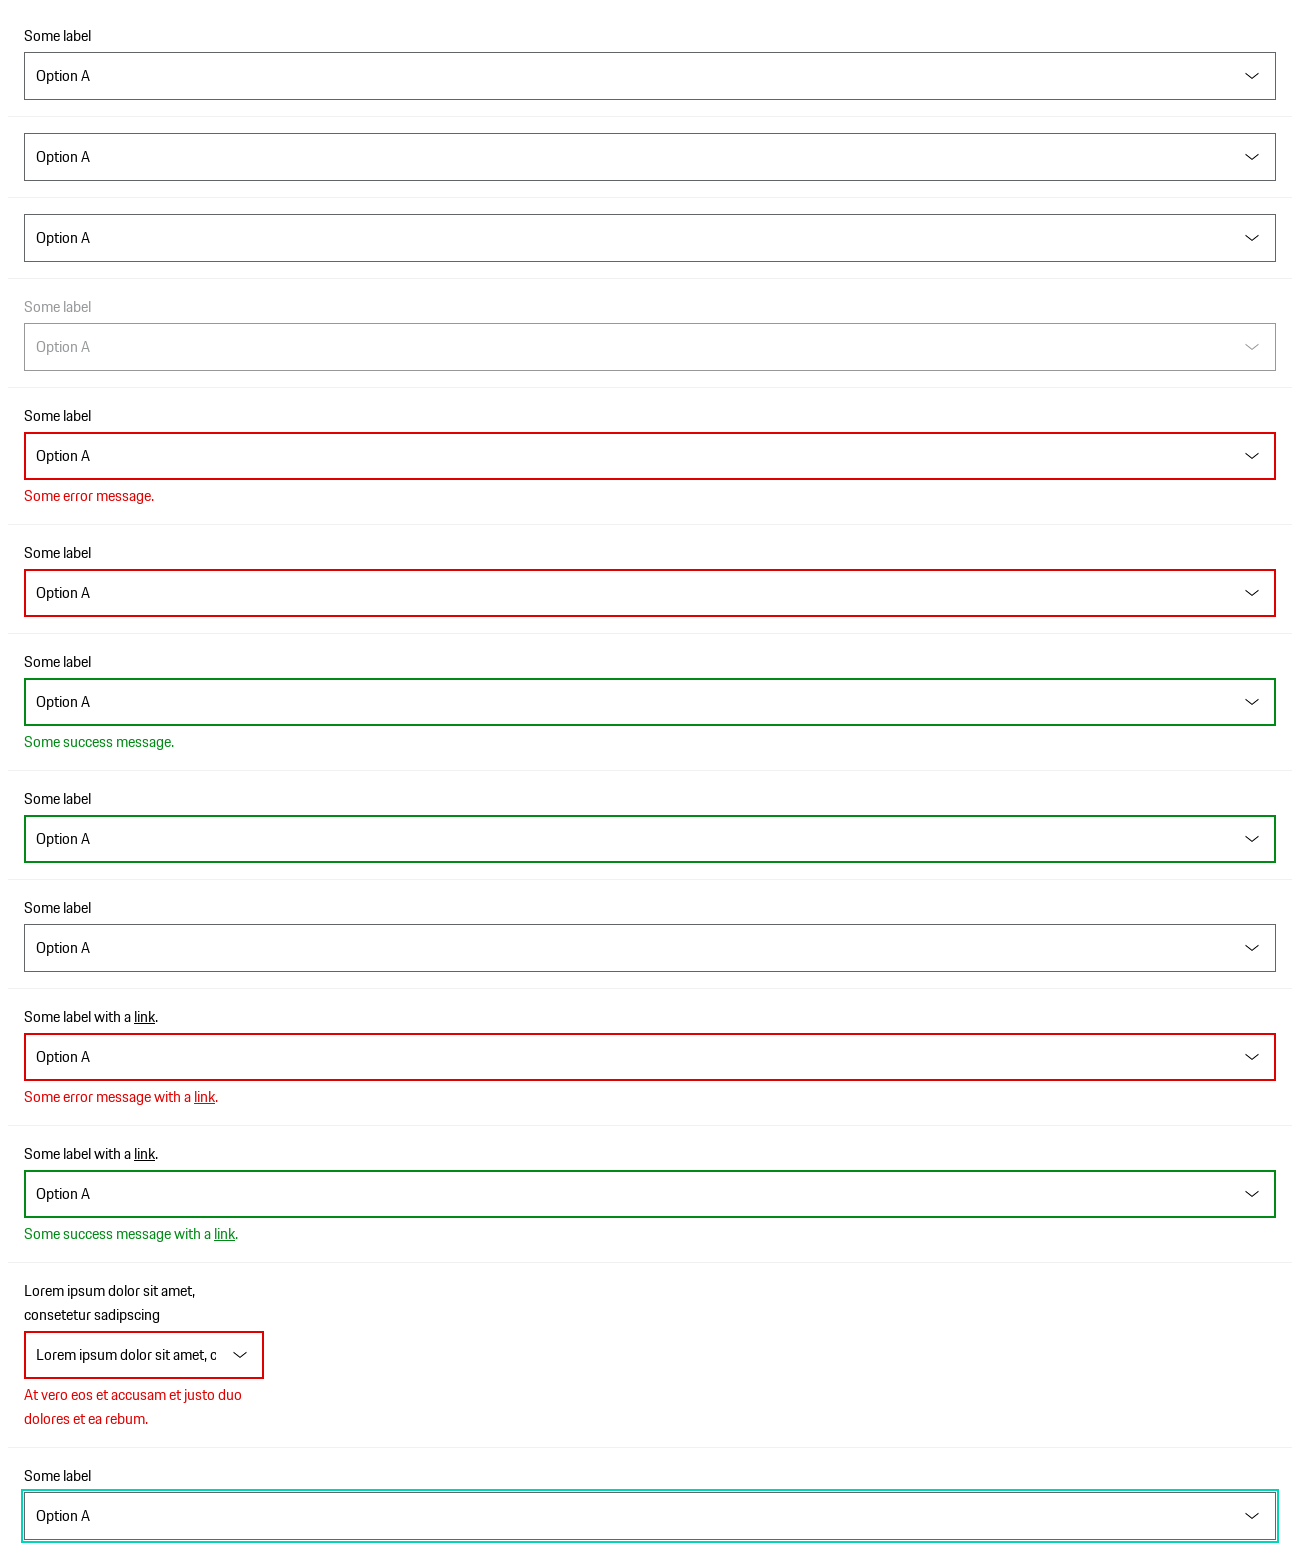 Some label
Option A
Option A
Option A
Some label
Option A
Some label
Option A
Some error message.
Some label
Option A
Some label
Option A
Some success message.
Some label
Option A
Some label
Option A
Some label with a link.
Option A
Some error message with a link.
Some label with a link.
Option A
Some success message with a link.
Lorem ipsum dolor sit amet,
consetetur sadipscing
Lorem ipsum dolor sit amet, c
At vero eos et accusam et justo duo
dolores et ea rebum.
Some label
Option A